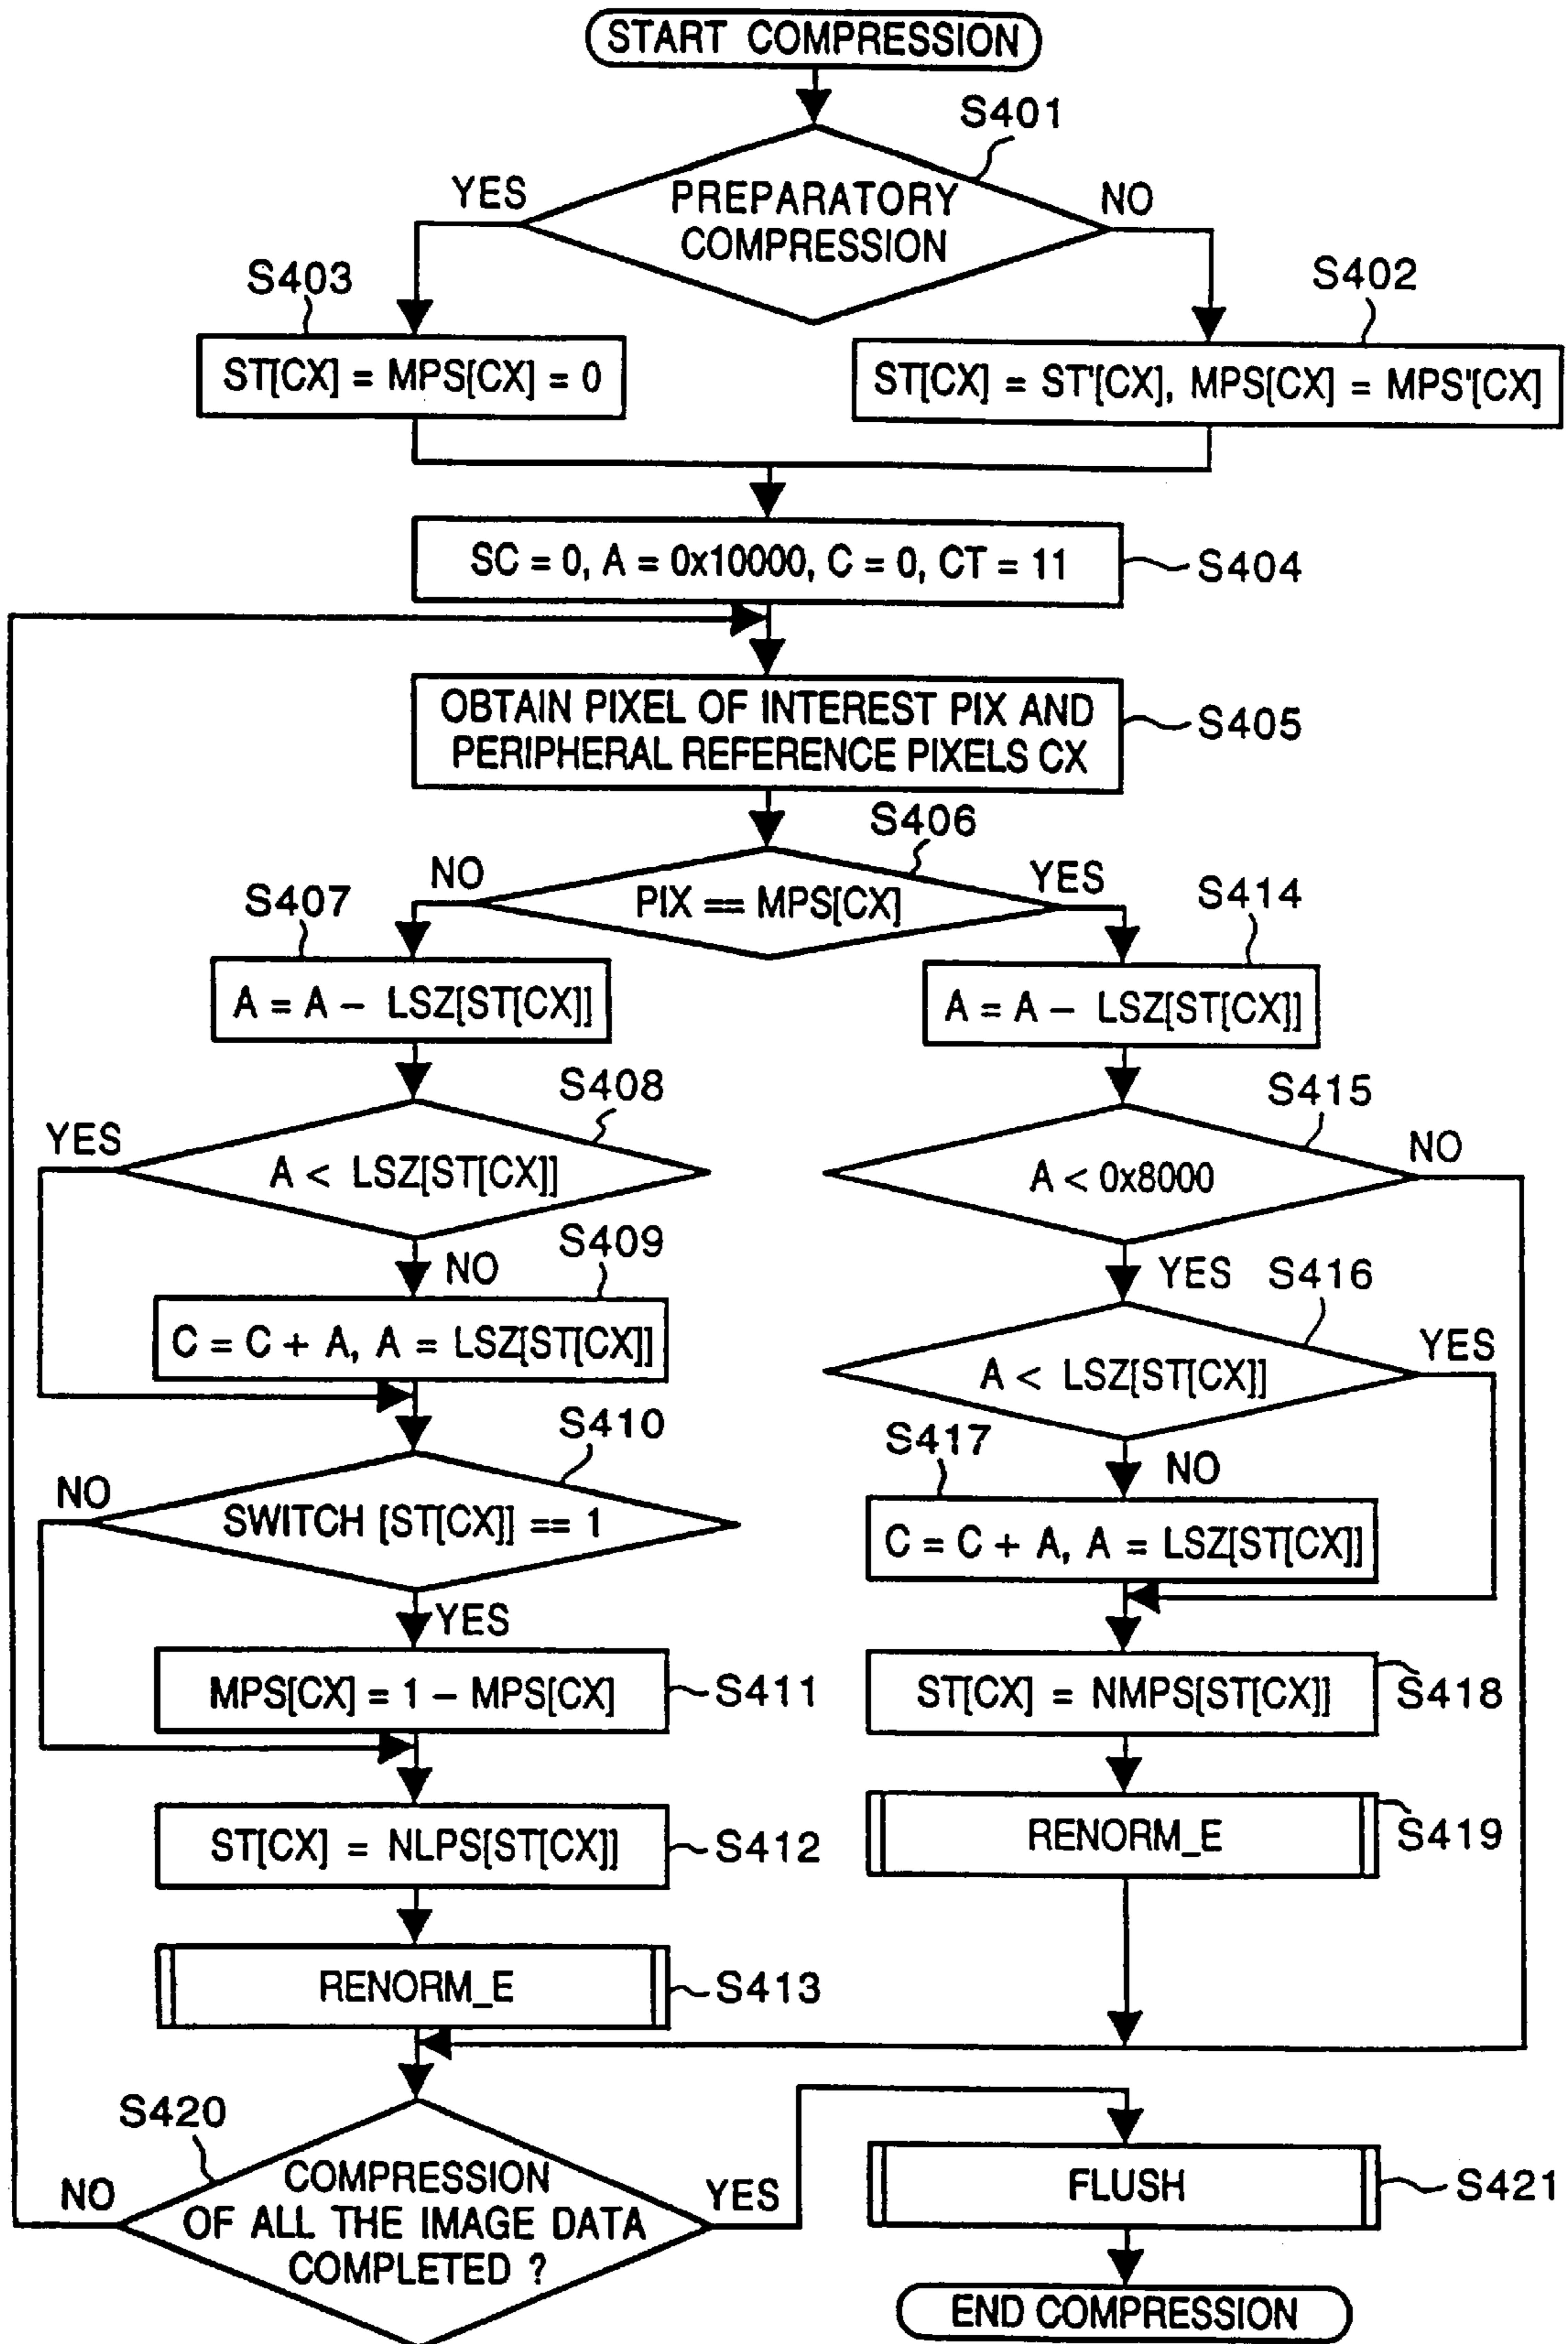 START COMPRESSION
S401
YES
PREPARATORY
COMPRESSION
NO
S403
S402
ST[CX] = MPS[CX] = 0
ST[CX] = ST'[CX], MPS[CX] = MPS'[CX]
SC = 0, A = 0x10000, C = 0, CT = 11
S404
OBTAIN PIXEL OF INTEREST PIX AND
PERIPHERAL REFERENCE PIXELS CX
S405
S406
NO
PIX == MPS[CX]
YES
S407
S414
A = A - LSZ[ST[CX]]
A = A - LSZ[ST[CX]]
S408
S415
YES
A < LSZ[ST[CX]]
A < 0x8000
NO
S409
NO
YES
S416
C = C + A, A = LSZ[ST[CX]]
A < LSZ[ST[CX]]
YES
S410
S417
NO
NO
SWITCH [ST[CX]] == 1
C = C + A, A = LSZ[ST[CX]]
YES
MPS[CX] = 1 - MPS[CX]
S411
ST[CX] = NMPS[ST[CX]]
S418
ST[CX] = NLPS[ST[CX]]
S412
RENORM_E
S419
RENORM_E
S413
S420
NO
COMPRESSION
OF ALL THE IMAGE DATA
COMPLETED ?
YES
FLUSH
S421
END COMPRESSION